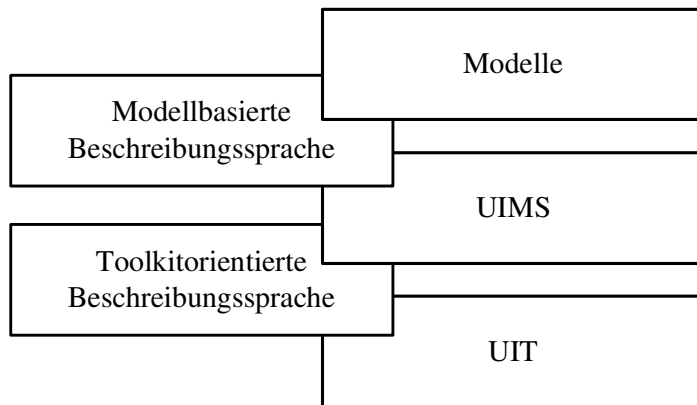 Modelle
Modellbasierte
Beschreibungssprache
UIMS
Toolkitorientierte
Beschreibungssprache
UIT